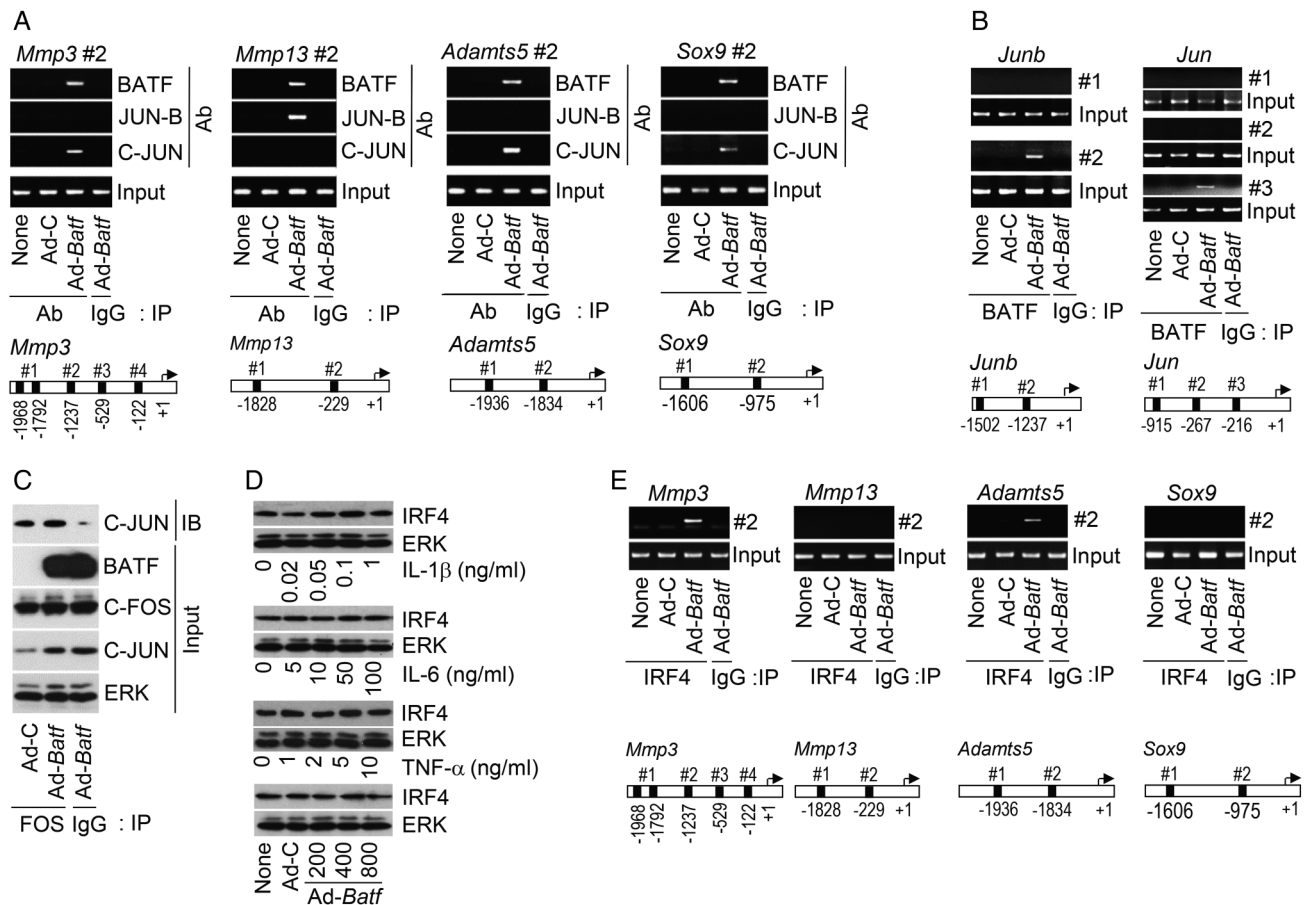 A
Mmp3 #2
BATF
JUN-B
C-JUN
Ab
Input
None
Ad-C
Ad-Batf
Ad-Batf
Ab IgG : IP
Mmp3
#1 #2 #3 #4
-1968
-1792
-1237
-529
-122
+1
Mmp13 #2
BATF
JUN-B
C-JUN
Ab
Input
None
Ad-C
Ad-Batf
Ad-Batf
Ab IgG : IP
Mmp13
#1 #2
-1828 -229 +1
Adamts5 #2
BATF
JUN-B
C-JUN
Ab
Input
None
Ad-C
Ad-Batf
Ad-Batf
Ab IgG : IP
Adamts5
#1 #2
-1936 -1834 +1
Sox9 #2
BATF
JUN-B
C-JUN
Ab
Input
None
Ad-C
Ad-Batf
Ad-Batf
Ab IgG : IP
Sox9
#1 #2
-1606 -975 +1
B
Junb
#1
Input
#2
Input
None
Ad-C
Ad-Batf
Ad-Batf
BATF IgG : IP
Junb
#1 #2
-1502 -1237 +1
Jun
#1
Input
#2
Input
#3
Input
None
Ad-C
Ad-Batf
Ad-Batf
BATF IgG : IP
Jun
#1 #2 #3
-915 -267 -216 +1
C
C-JUN IB
BATF
C-FOS
C-JUN
ERK
Input
Ad-C
Ad-Batf
Ad-Batf
FOS IgG : IP
D
IRF4
ERK
0 0.02 0.05 0.1 1 IL-1β (ng/ml)
IRF4
ERK
0 5 10 50 100 IL-6 (ng/ml)
IRF4
ERK
0 1 2 5 10 TNF-α (ng/ml)
IRF4
ERK
None
Ad-C
200 400 800
Ad-Batf
E
Mmp3
#2
Input
None
Ad-C
Ad-Batf
Ad-Batf
IRF4 IgG :IP
Mmp3
#1 #2 #3 #4
-1968
-1792
-1237
-529
-122
+1
Mmp13
#2
Input
None
Ad-C
Ad-Batf
Ad-Batf
IRF4 IgG :IP
Mmp13
#1 #2
-1828 -229 +1
Adamts5
#2
Input
None
Ad-C
Ad-Batf
Ad-Batf
IRF4 IgG :IP
Adamts5
#1 #2
-1936 -1834 +1
Sox9
#2
Input
None
Ad-C
Ad-Batf
Ad-Batf
IRF4 IgG :IP
Sox9
#1 #2
-1606 -975 +1